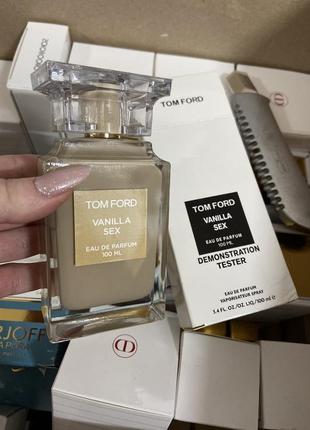 TOM FORD
VANILLA
SEX
EAU DE PARFUM
100 ML
TOM FORD
TOM FORD
VANILLA
SEX
EAU DE PARFUM
100 ML
DEMONSTRATION
TESTER
EAU DE PARFUM
VAPORISATEUR SPRAY
3.4 FL.OZ./OZ.LIQ/100 ml e
RJOFF